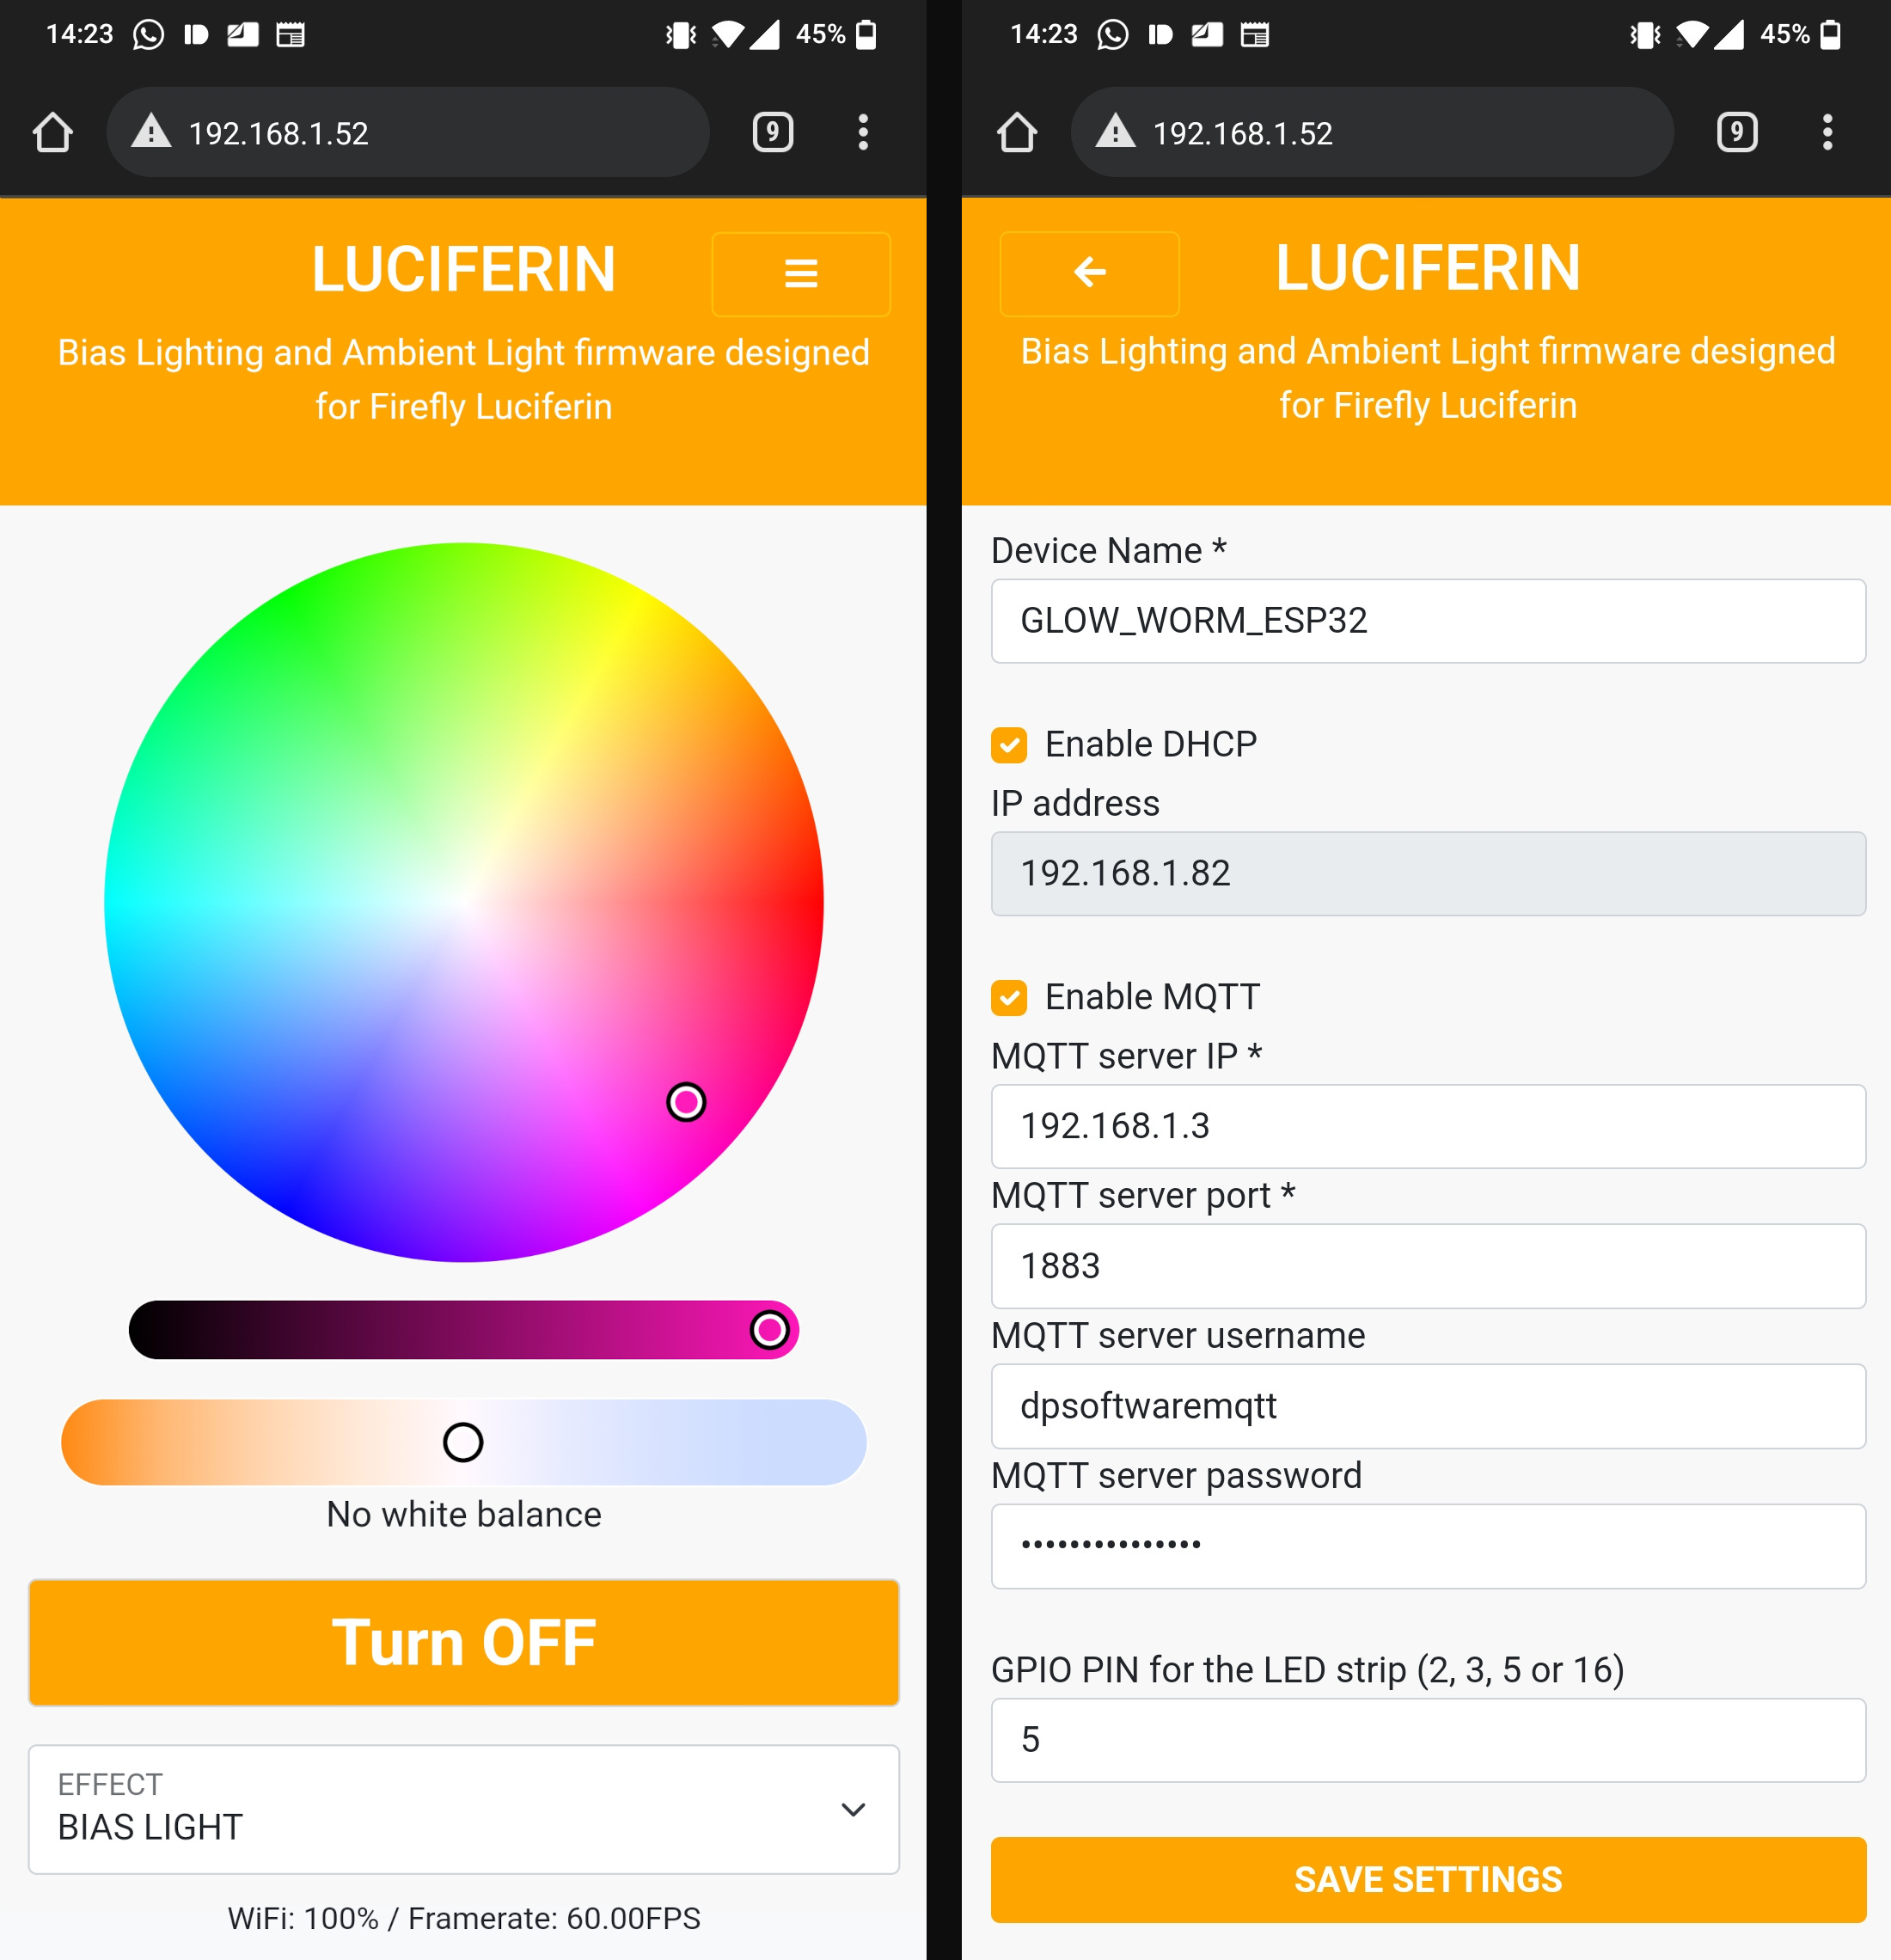 14:23 45%
192.168.1.52 9
LUCIFERIN
Bias Lighting and Ambient Light firmware designed
for Firefly Luciferin
No white balance
Turn OFF
EFFECT
BIAS LIGHT
WiFi: 100% / Framerate: 60.00FPS
14:23 45%
192.168.1.52 9
LUCIFERIN
Bias Lighting and Ambient Light firmware designed
for Firefly Luciferin
Device Name *
GLOW_WORM_ESP32
Enable DHCP
IP address
192.168.1.82
Enable MQTT
MQTT server IP *
192.168.1.3
MQTT server port *
1883
MQTT server username
dpsoftwaremqtt
MQTT server password
•••••••••••••••
GPIO PIN for the LED strip (2, 3, 5 or 16)
5
SAVE SETTINGS